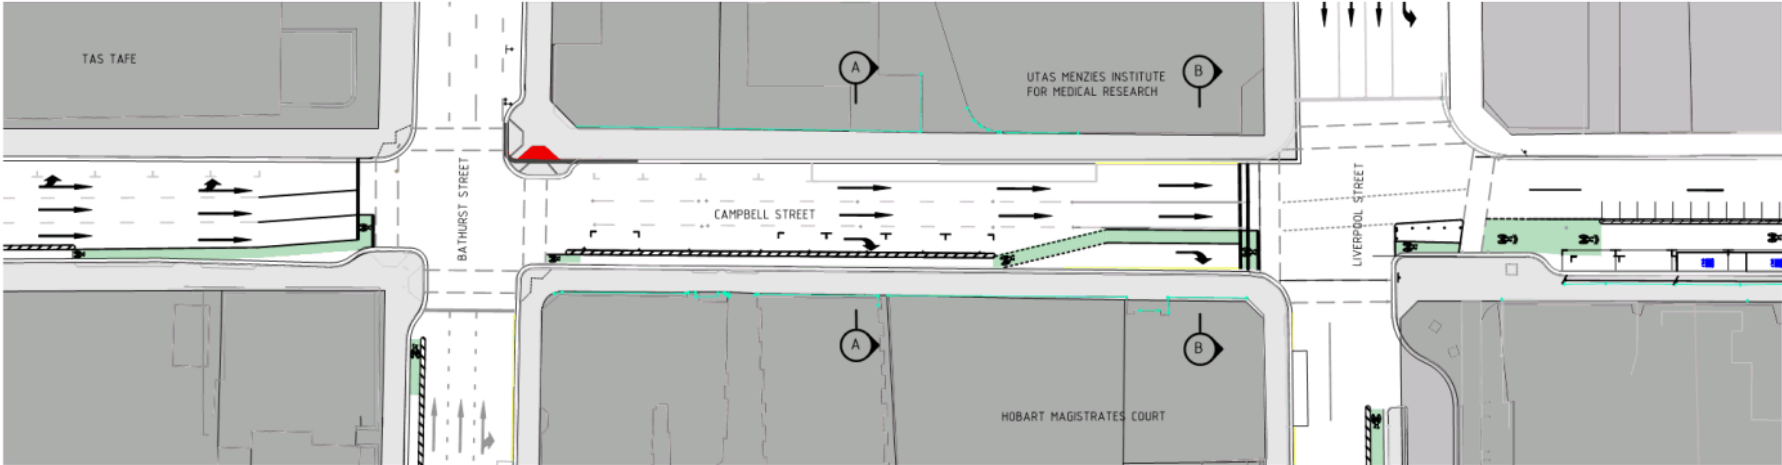 TAS TAFE
A
B
UTAS MENZIES INSTITUTE
FOR MEDICAL RESEARCH
BATHURST STREET
CAMPBELL STREET
LIVERPOOL STREET
A
B
HOBART MAGISTRATES COURT